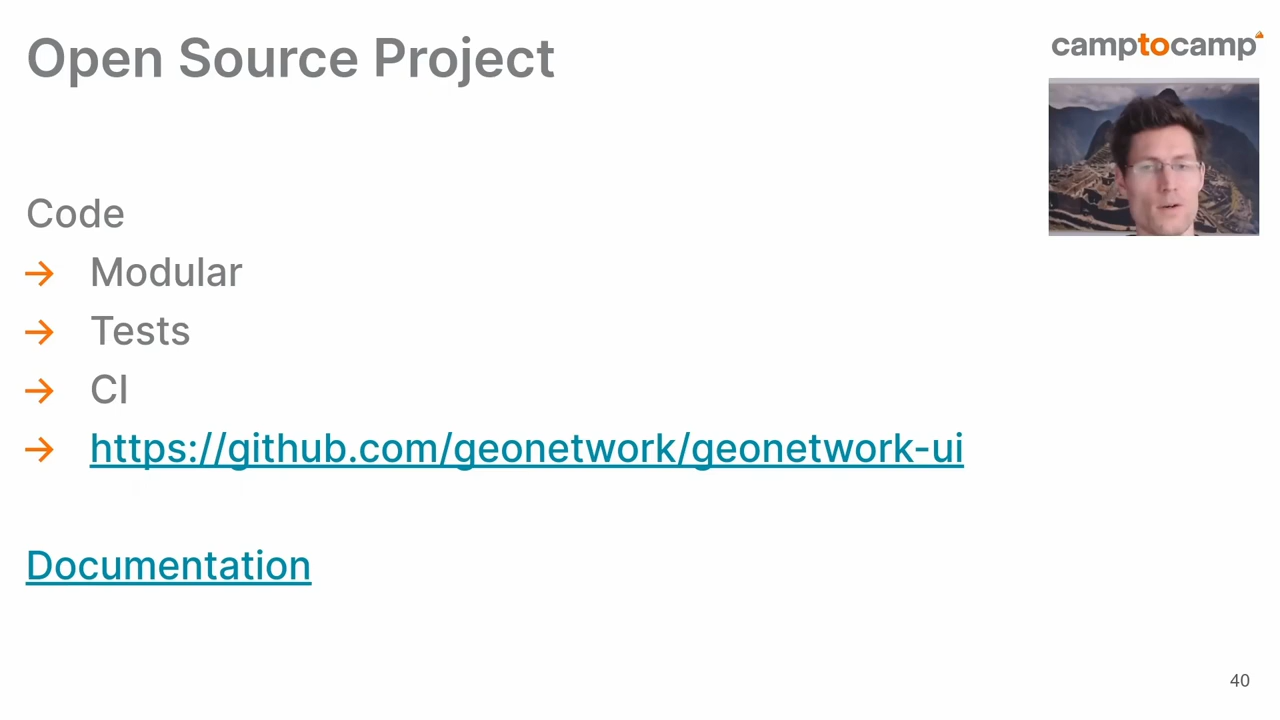 Open Source Project
camptocamp
Code
→ Modular
→ Tests
→ CI
→ https://github.com/geonetwork/geonetwork-ui
Documentation
40